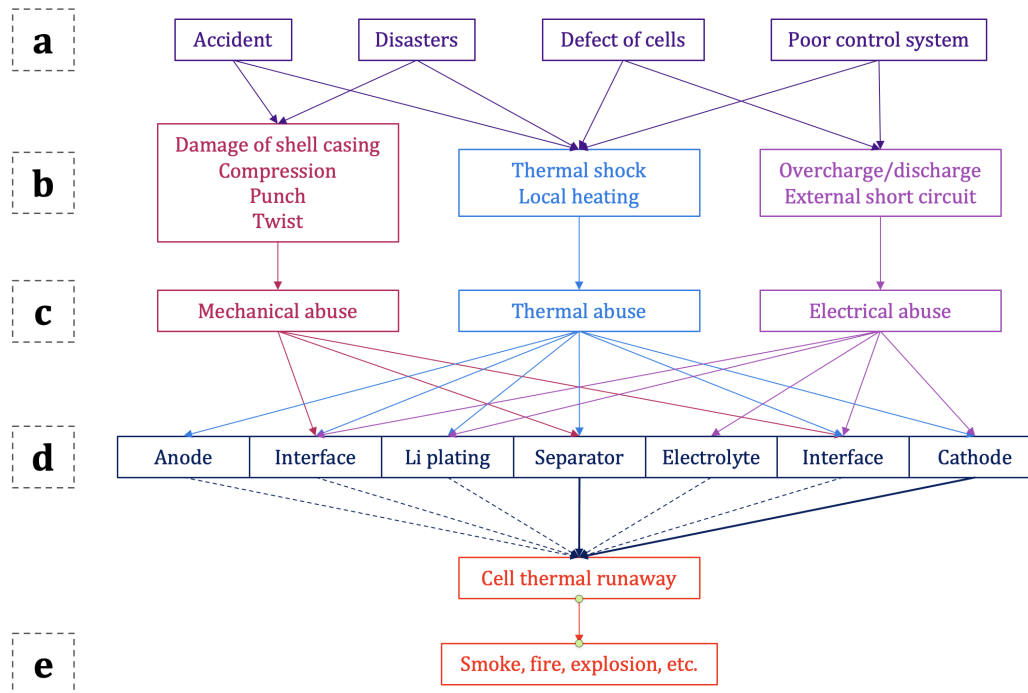 a
Accident
Disasters
Defect of cells
Poor control system
b
Damage of shell casing
Compression
Punch
Twist
Thermal shock
Local heating
Overcharge/discharge
External short circuit
c
Mechanical abuse
Thermal abuse
Electrical abuse
d
Anode
Interface
Li plating
Separator
Electrolyte
Interface
Cathode
Cell thermal runaway
e
Smoke, fire, explosion, etc.